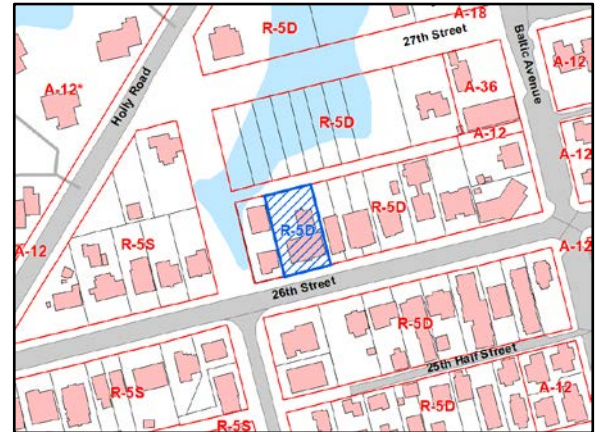 R-5D
A-18
27th Street
Baltic Avenue
A-12
A-12*
Holly Road
A-36
R-5D
A-12
A-12
R-5D
R-5D
R-5S
A-12
A-12
26th Street
R-5D
25th Half Street
R-5S
A-12
R-5D
R-5S